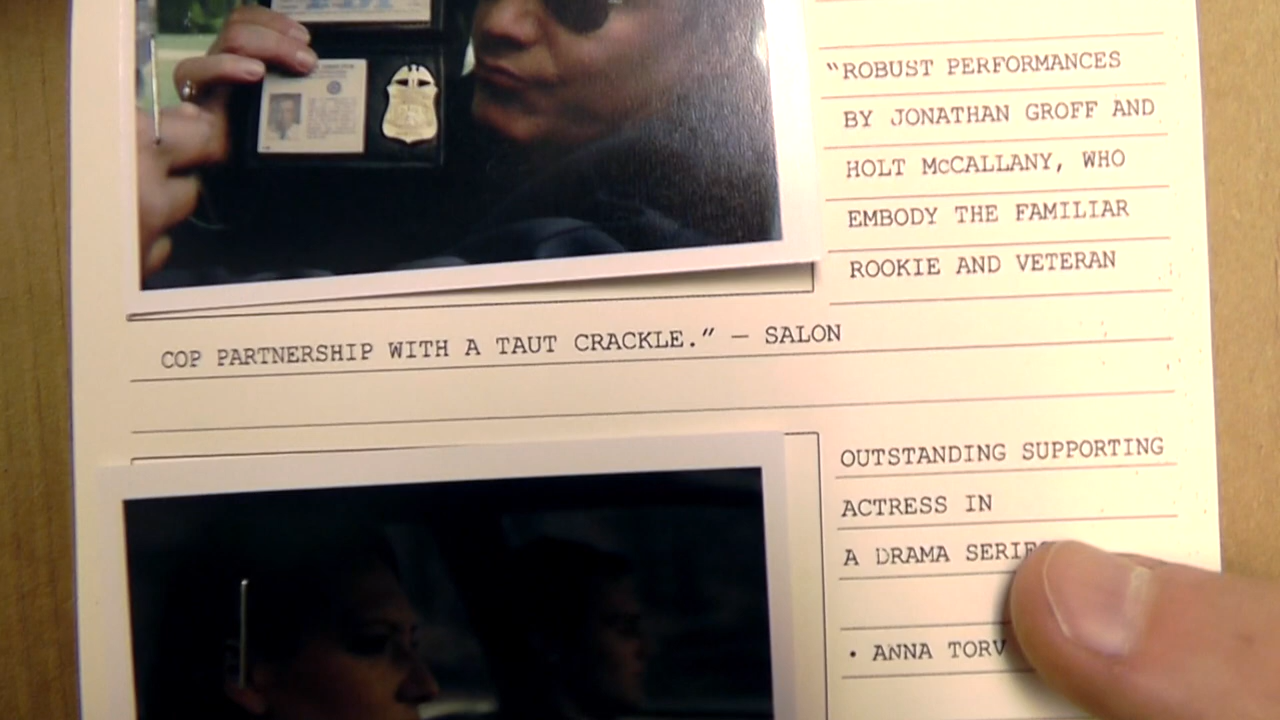 “ROBUST PERFORMANCES
BY JONATHAN GROFF AND
HOLT McCALLANY, WHO
EMBODY THE FAMILIAR
ROOKIE AND VETERAN
COP PARTNERSHIP WITH A TAUT CRACKLE.” — SALON
OUTSTANDING SUPPORTING
ACTRESS IN
A DRAMA SERIES
• ANNA TORV